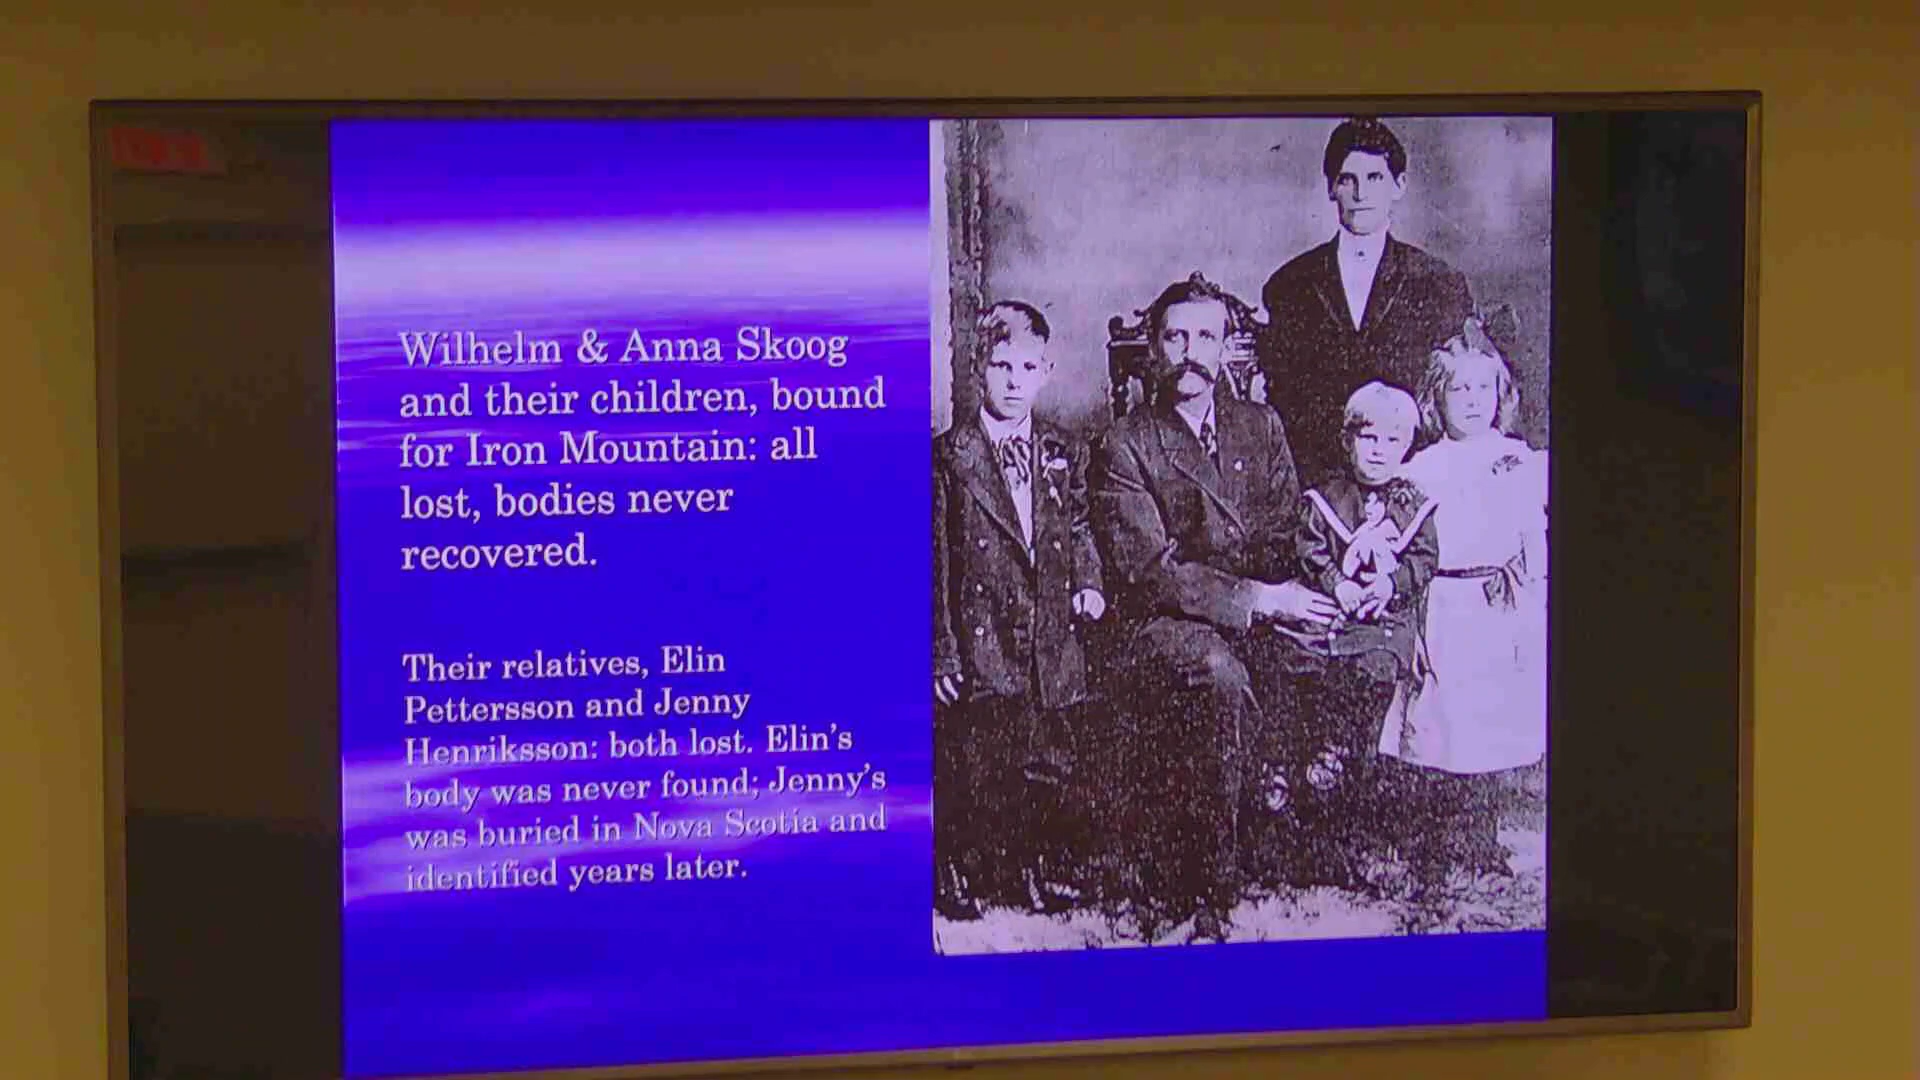 Wilhelm & Anna Skoog
and their children, bound
for Iron Mountain: all
lost, bodies never
recovered.
Their relatives, Elin
Pettersson and Jenny
Henriksson: both lost. Elin's
body was never found; Jenny's
was buried in Nova Scotia and
identified years later.